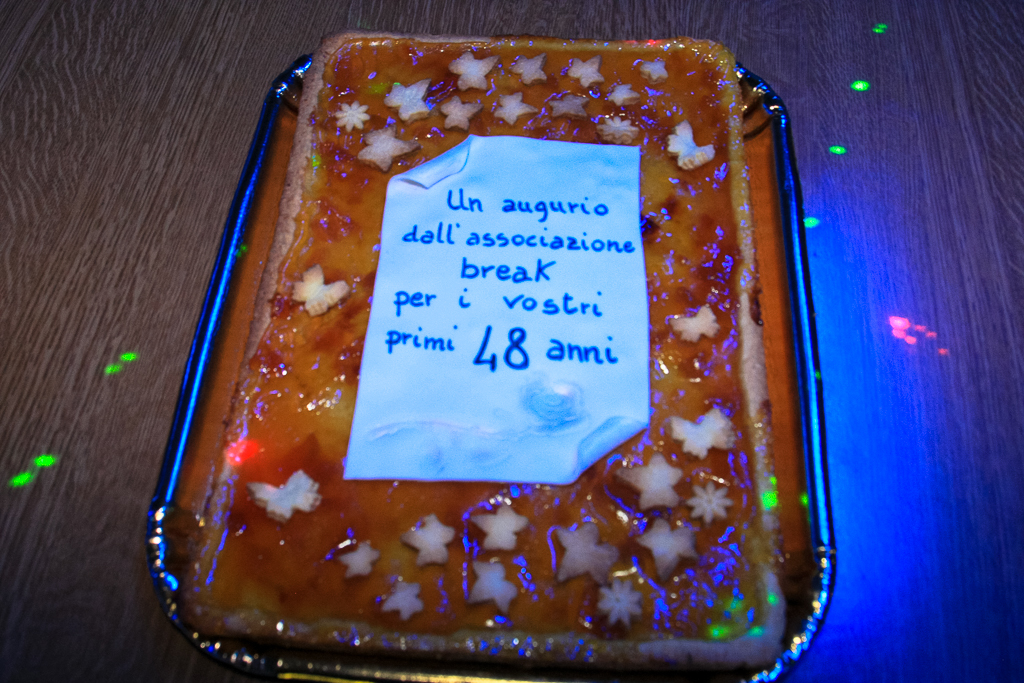 Un augurio
dall'associazione
break
per i vostri
primi 48 anni